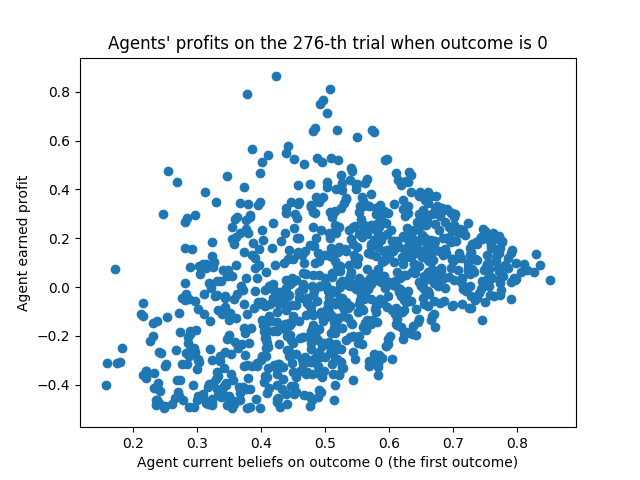 Agents' profits on the 276-th trial when outcome is 0
Agent earned profit
0.8
0.6
0.4
0.2
0.0
−0.2
−0.4
0.2 0.3 0.4 0.5 0.6 0.7 0.8
Agent current beliefs on outcome 0 (the first outcome)